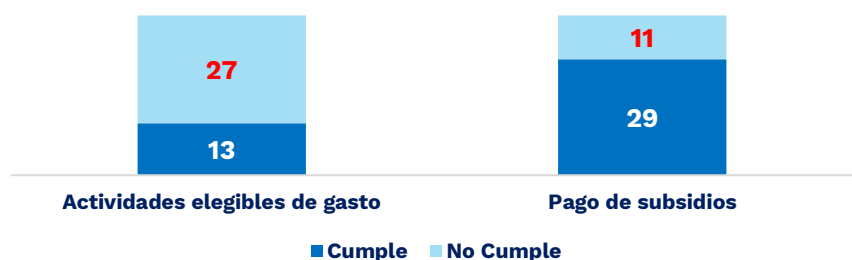 27
11
13
29
Actividades elegibles de gasto
Pago de subsidios
Cumple
No Cumple